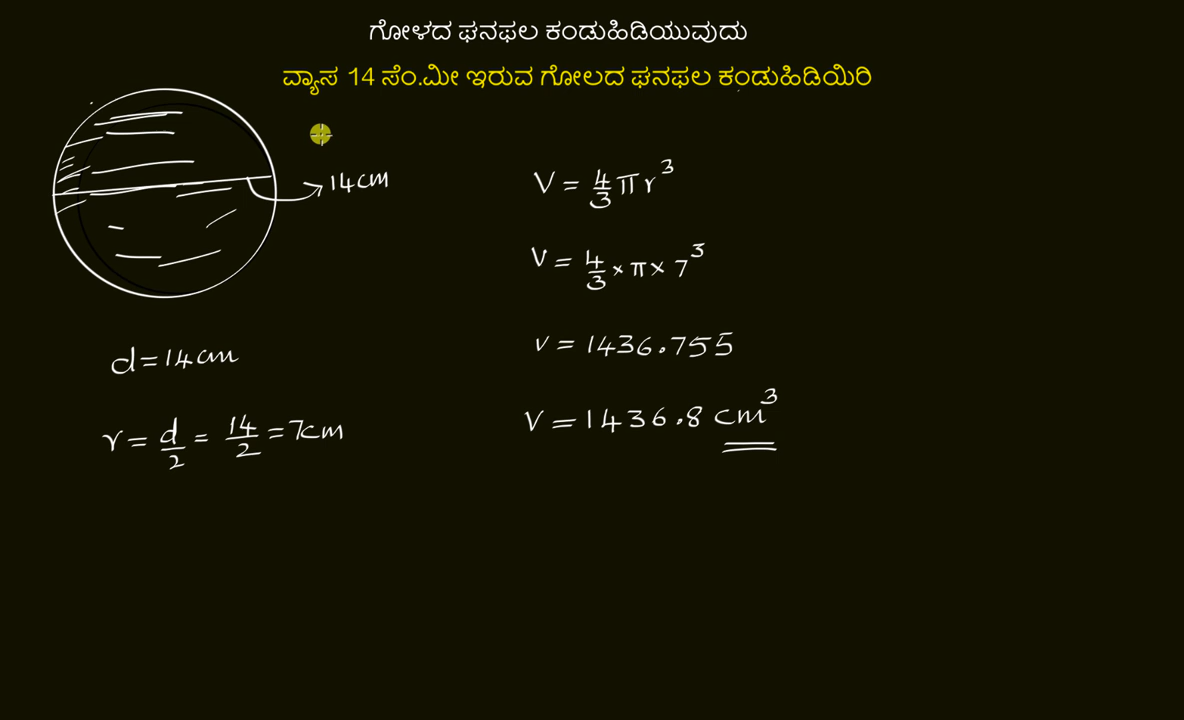 ಗೋಳದ ಘನಫಲ ಕಂಡುಹಿಡಿಯುವುದು
ವ್ಯಾಸ 14 ಸೆಂ.ಮೀ ಇರುವ ಗೋಲದ ಘನಫಲ ಕಂಡುಹಿಡಿಯಿರಿ
14cm
d = 14cm
r = d/2 = 14/2 = 7cm
V = 4/3 π r³
V = 4/3 × π × 7³
V = 1436.755
V = 1436.8 cm³